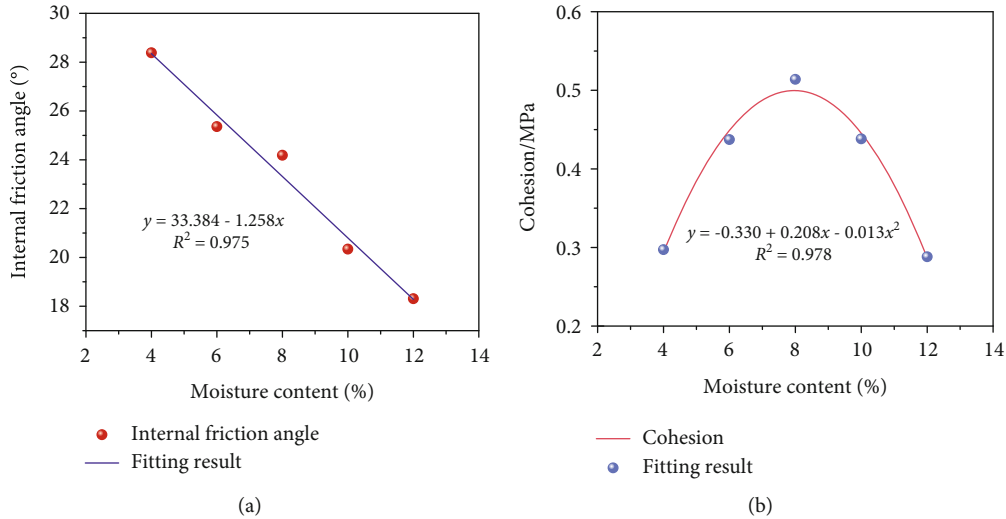 30
28
26
24
22
20
18
Internal friction angle (°)
y = 33.384 - 1.258x
R² = 0.975
2 4 6 8 10 12 14
Moisture content (%)
Internal friction angle
Fitting result
(a)
0.6
0.5
0.4
0.3
0.2
Cohesion/MPa
y = -0.330 + 0.208x - 0.013x²
R² = 0.978
2 4 6 8 10 12 14
Moisture content (%)
Cohesion
Fitting result
(b)